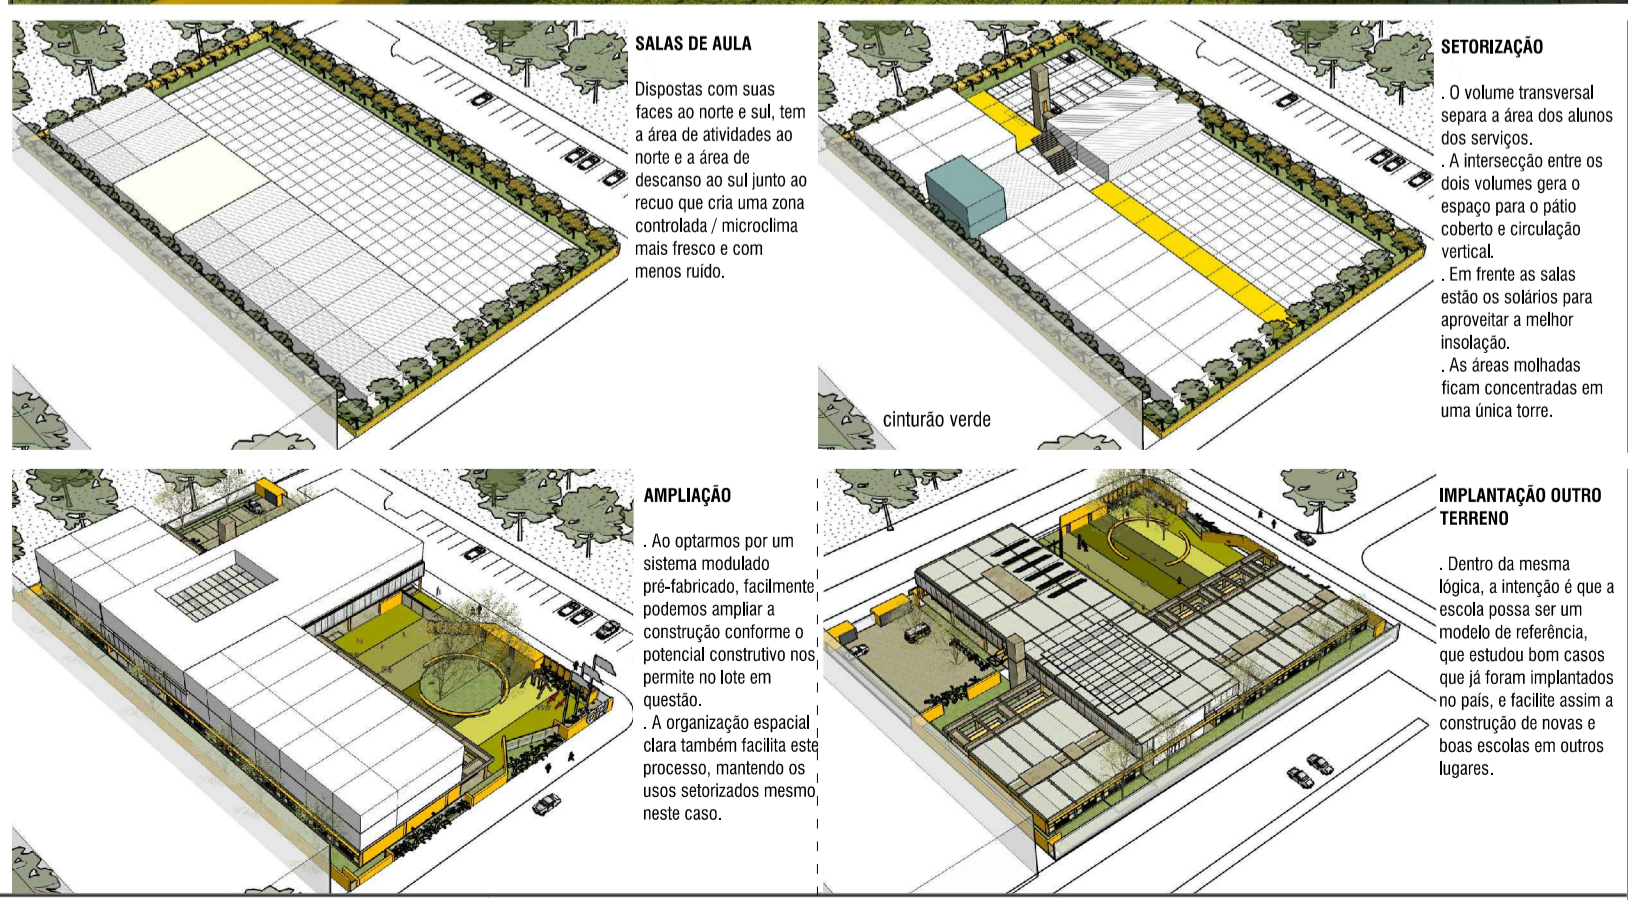 SALAS DE AULA
Dispostas com suas
faces ao norte e sul, tem
a área de atividades ao
norte e a área de
descanso ao sul junto ao
recuo que cria uma zona
controlada / microclima
mais fresco e com
menos ruído.
SETORIZAÇÃO
. O volume transversal
separa a área dos alunos
dos serviços.
. A intersecção entre os
dois volumes gera o
espaço para o pátio
coberto e circulação
vertical.
. Em frente as salas
estão os solários para
aproveitar a melhor
insolação.
. As áreas molhadas
ficam concentradas em
uma única torre.
cinturão verde
AMPLIAÇÃO
. Ao optarmos por um
sistema modulado
pré-fabricado, facilmente
podemos ampliar a
construção conforme o
potencial construtivo nos
permite no lote em
questão.
. A organização espacial
clara também facilita este
processo, mantendo os
usos setorizados mesmo
neste caso.
IMPLANTAÇÃO OUTRO
TERRENO
. Dentro da mesma
lógica, a intenção é que a
escola possa ser um
modelo de referência,
que estudou bom casos
que já foram implantados
no país, e facilite assim a
construção de novas e
boas escolas em outros
lugares.